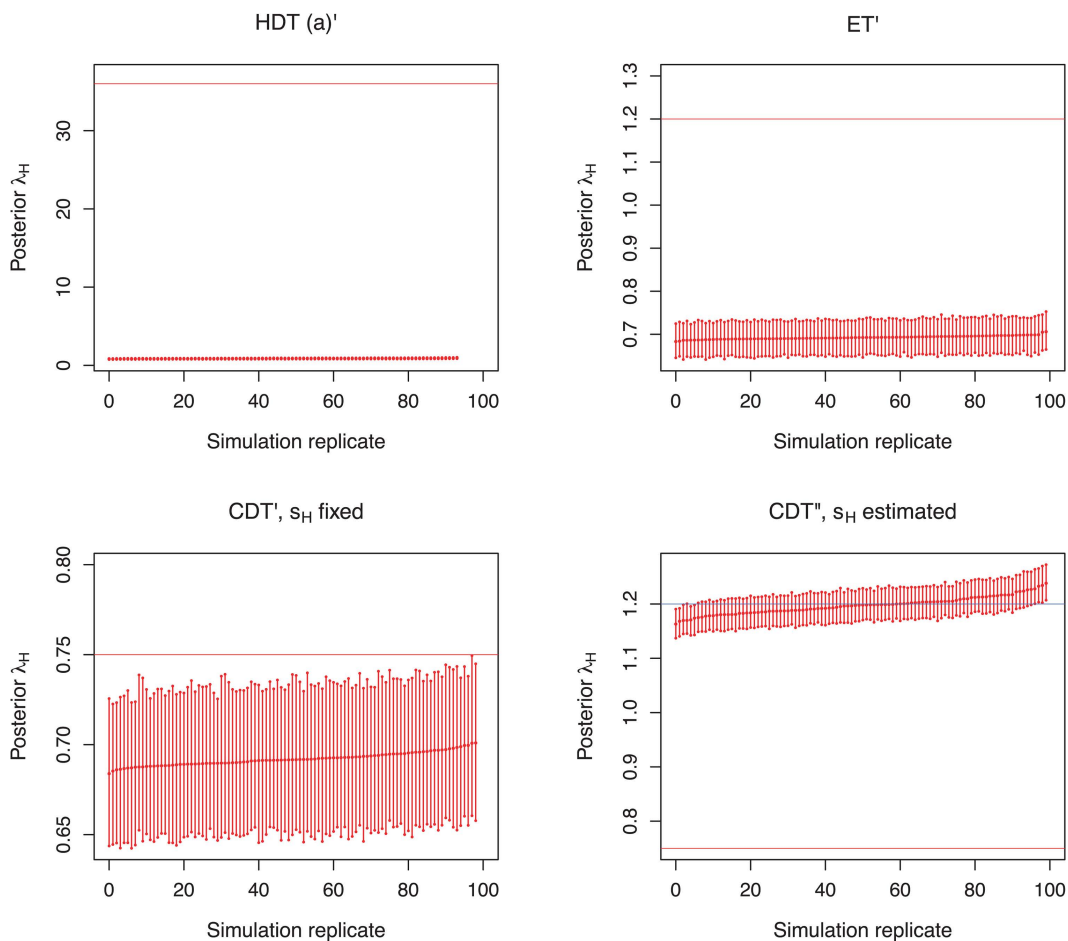 HDT (a)'
Posterior λH
30
20
10
0
0 20 40 60 80 100
Simulation replicate
ET'
Posterior λH
1.3
1.2
1.1
1.0
0.9
0.8
0.7
0 20 40 60 80 100
Simulation replicate
CDT', sH fixed
Posterior λH
0.80
0.75
0.70
0.65
0 20 40 60 80 100
Simulation replicate
CDT", sH estimated
Posterior λH
1.2
1.1
1.0
0.9
0.8
0 20 40 60 80 100
Simulation replicate